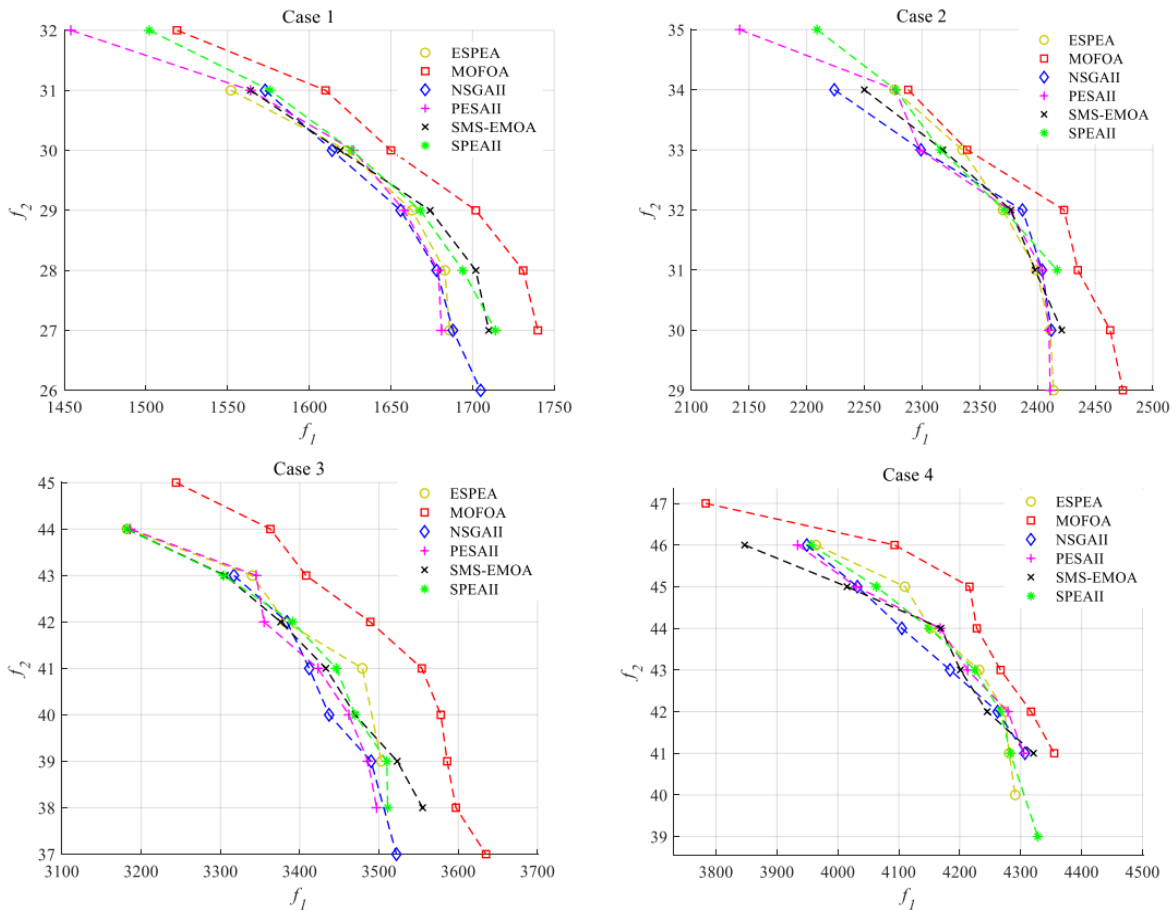 Case 1
32
31
30
29
28
27
26
f2
1450 1500 1550 1600 1650 1700 1750
f1
ESPEA
MOFOA
NSGAII
PESAII
SMS-EMOA
SPEAII
Case 2
35
34
33
32
31
30
29
f2
2100 2150 2200 2250 2300 2350 2400 2450 2500
f1
ESPEA
MOFOA
NSGAII
PESAII
SMS-EMOA
SPEAII
Case 3
45
44
43
42
41
40
39
38
37
f2
3100 3200 3300 3400 3500 3600 3700
f1
ESPEA
MOFOA
NSGAII
PESAII
SMS-EMOA
SPEAII
Case 4
47
46
45
44
43
42
41
40
39
f2
3800 3900 4000 4100 4200 4300 4400 4500
f1
ESPEA
MOFOA
NSGAII
PESAII
SMS-EMOA
SPEAII